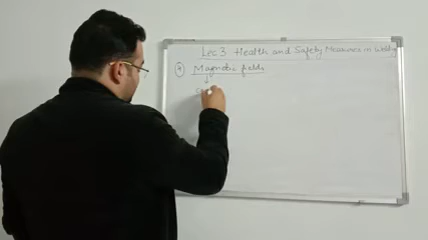 Lec 3 Health and Safety Measures in Welding
* Magnetic fields